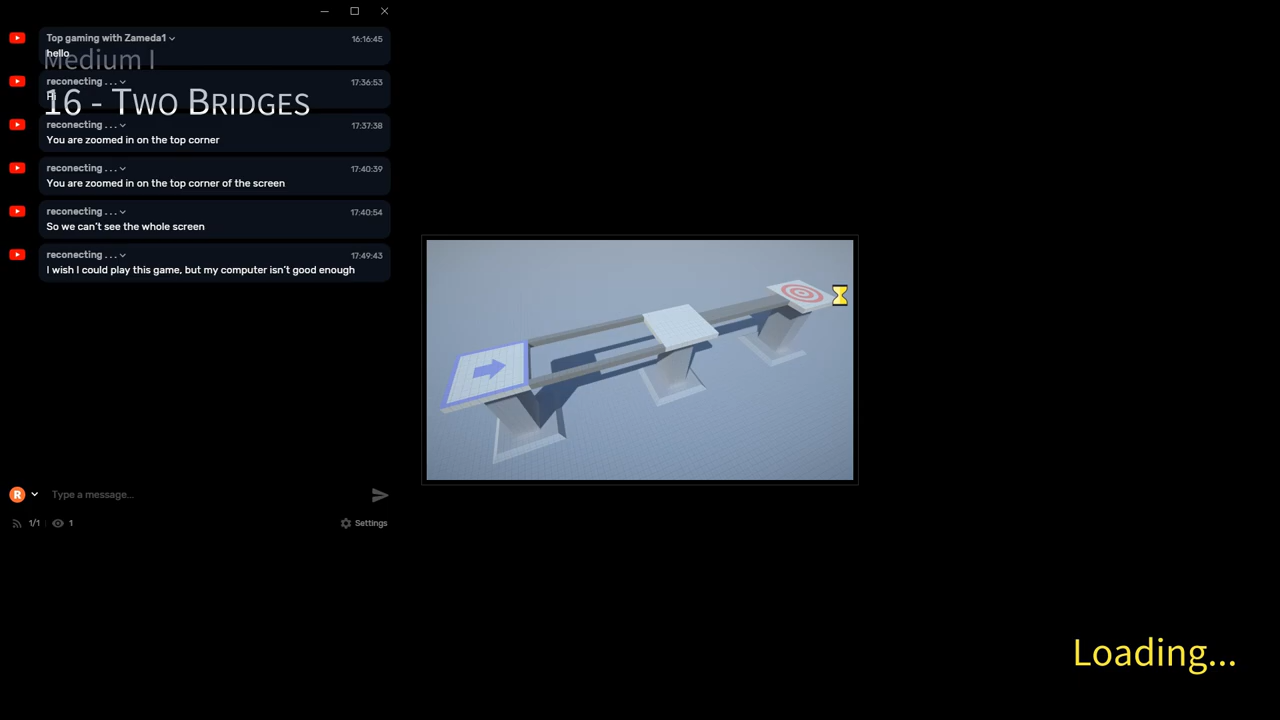 Top gaming with Zameda1
16:16:45
hello
Medium I
reconecting . . .
17:36:53
16 - Two Bridges
reconecting . . .
17:37:38
You are zoomed in on the top corner
reconecting . . .
17:40:39
You are zoomed in on the top corner of the screen
reconecting . . .
17:40:54
So we can't see the whole screen
reconecting . . .
17:49:43
I wish I could play this game, but my computer isn't good enough
R
Type a message...
1/1
1
Settings
Loading...